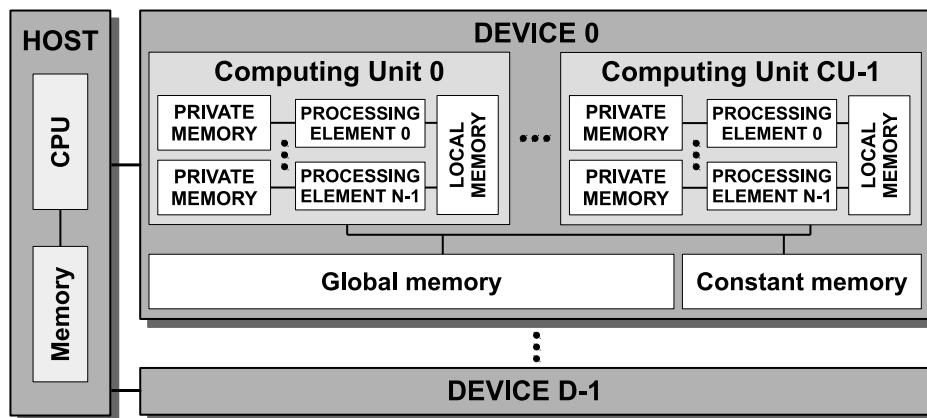 HOST
CPU
Memory
DEVICE 0
Computing Unit 0
PRIVATE
MEMORY
PROCESSING
ELEMENT 0
PRIVATE
MEMORY
PROCESSING
ELEMENT N-1
LOCAL
MEMORY
Computing Unit CU-1
PRIVATE
MEMORY
PROCESSING
ELEMENT 0
PRIVATE
MEMORY
PROCESSING
ELEMENT N-1
LOCAL
MEMORY
Global memory
Constant memory
DEVICE D-1